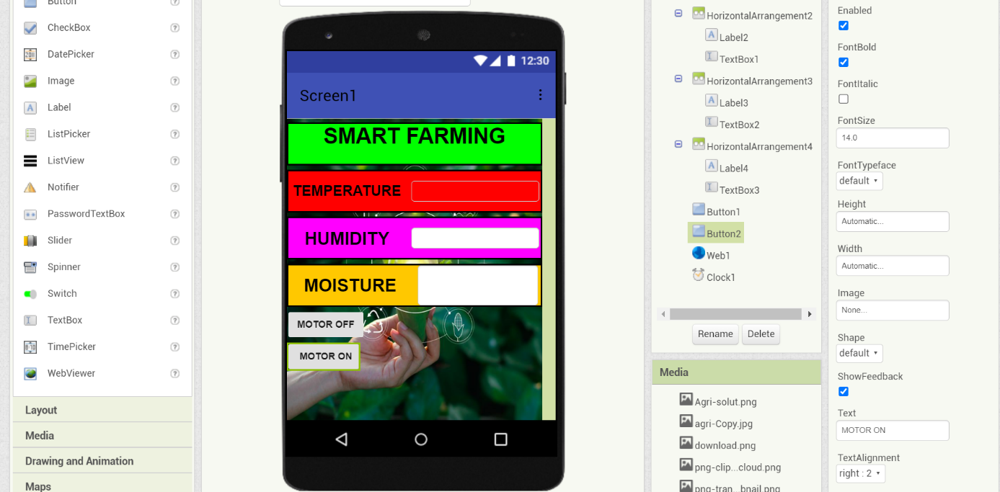 Button
CheckBox
DatePicker
Image
Label
ListPicker
ListView
Notifier
PasswordTextBox
Slider
Spinner
Switch
TextBox
TimePicker
WebViewer
Layout
Media
Drawing and Animation
Maps
12:30
Screen1
SMART FARMING
TEMPERATURE
HUMIDITY
MOISTURE
MOTOR OFF
MOTOR ON
HorizontalArrangement2
Label2
TextBox1
HorizontalArrangement3
Label3
TextBox2
HorizontalArrangement4
Label4
TextBox3
Button1
Button2
Web1
Clock1
Rename Delete
Media
Agri-solut.png
agri-Copy.jpg
download.png
png-clip...cloud.png
png-tran...bnail.png
Enabled
FontBold
FontItalic
FontSize
14.0
FontTypeface
default
Height
Automatic...
Width
Automatic...
Image
None...
Shape
default
ShowFeedback
Text
MOTOR ON
TextAlignment
right : 2